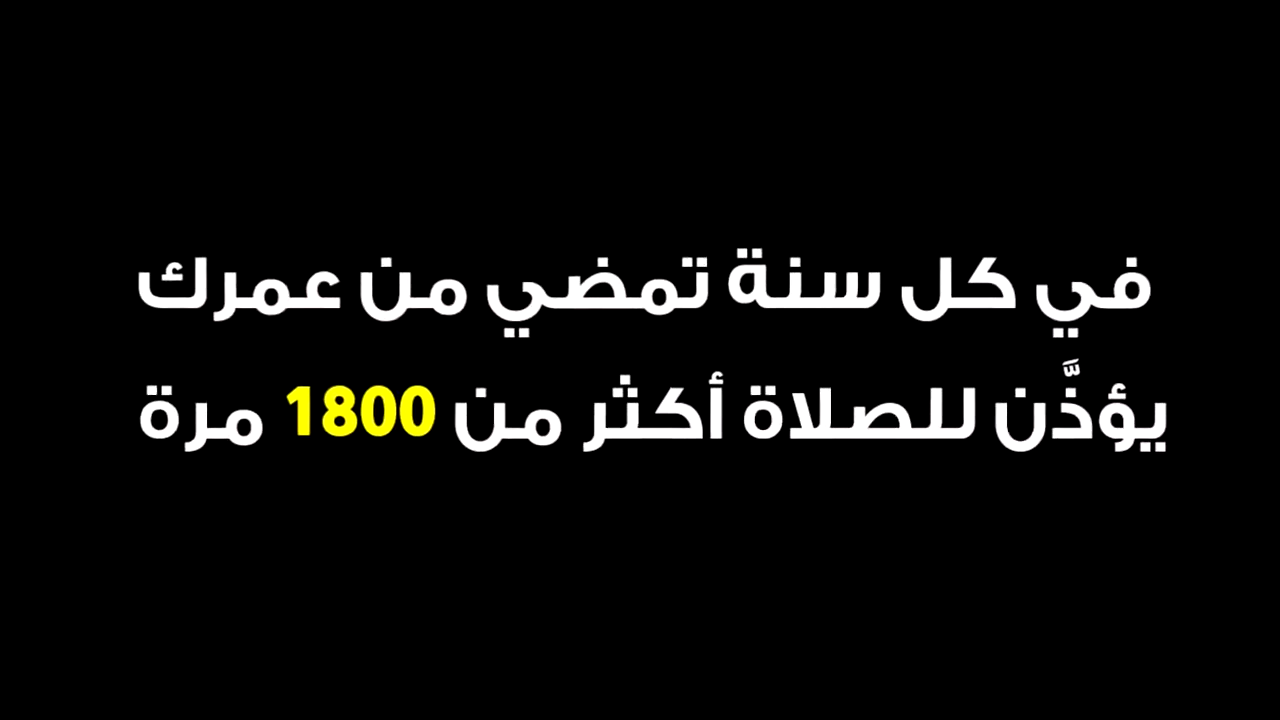 في كل سنة تمضي من عمرك
يؤذَّن للصلاة أكثر من 1800 مرة